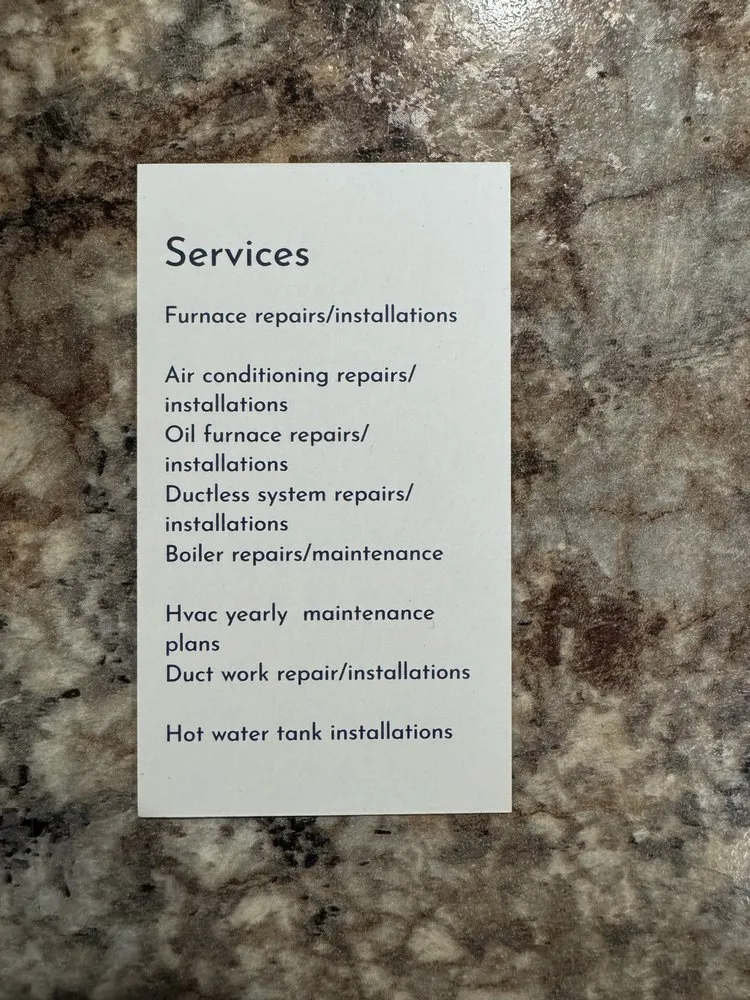 Services
Furnace repairs/installations
Air conditioning repairs/
installations
Oil furnace repairs/
installations
Ductless system repairs/
installations
Boiler repairs/maintenance
Hvac yearly  maintenance
plans
Duct work repair/installations
Hot water tank installations